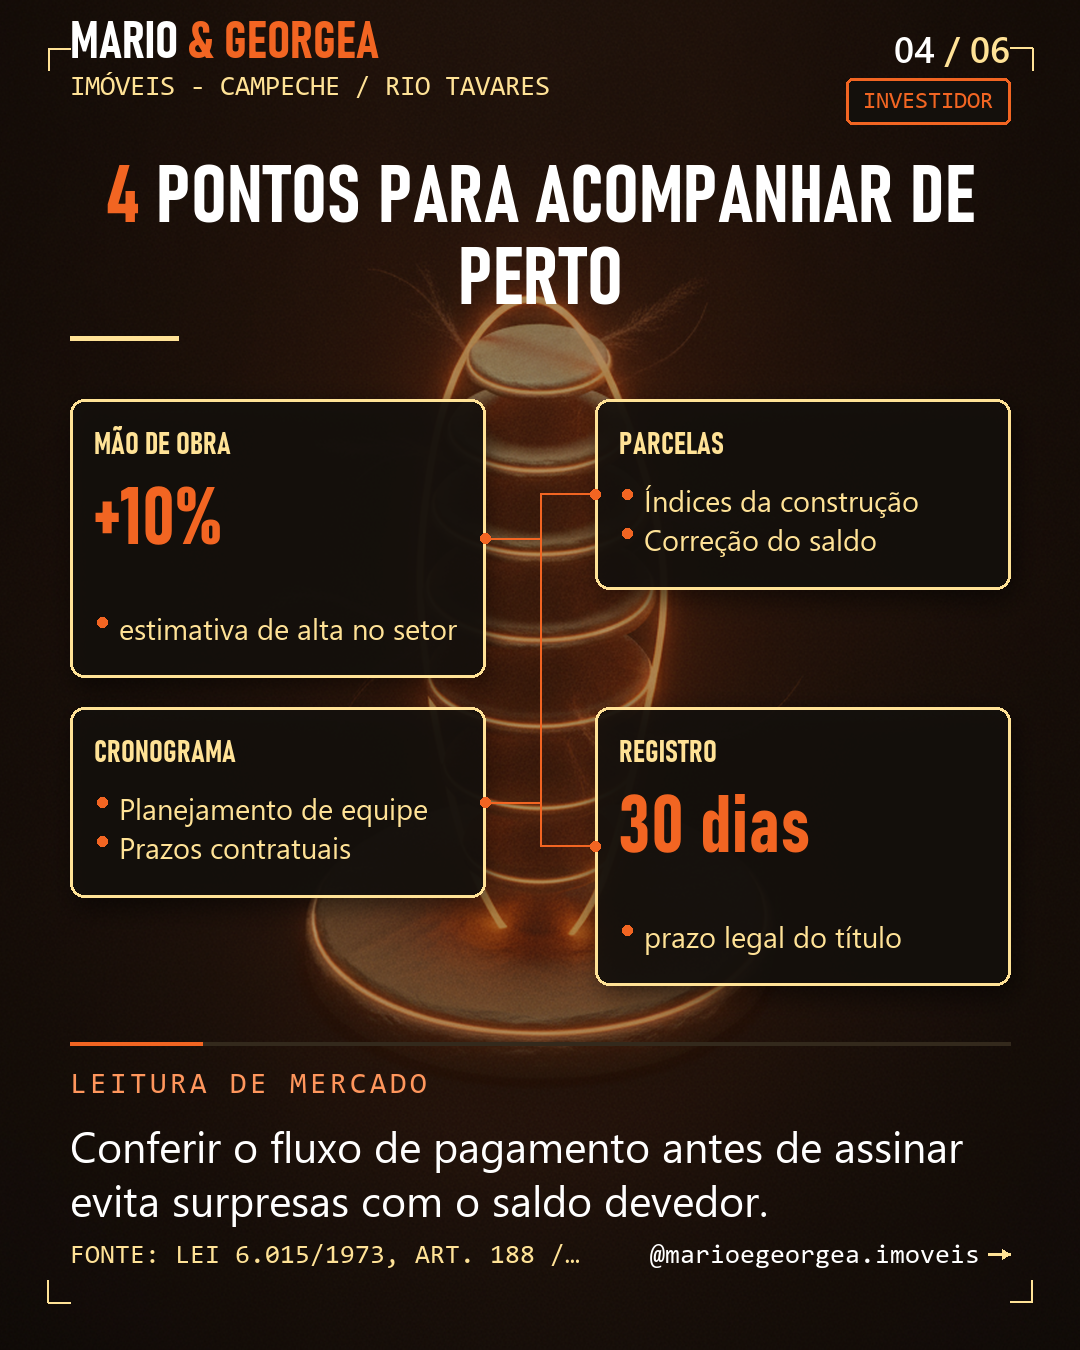 MARIO & GEORGEA
IMÓVEIS - CAMPECHE / RIO TAVARES
04 / 06
INVESTIDOR
4 PONTOS PARA ACOMPANHAR DE
PERTO
MÃO DE OBRA
+10%
estimativa de alta no setor
PARCELAS
Índices da construção
Correção do saldo
CRONOGRAMA
Planejamento de equipe
Prazos contratuais
REGISTRO
30 dias
prazo legal do título
LEITURA DE MERCADO
Conferir o fluxo de pagamento antes de assinar
evita surpresas com o saldo devedor.
FONTE: LEI 6.015/1973, ART. 188 /…
@marioegeorgea.imoveis